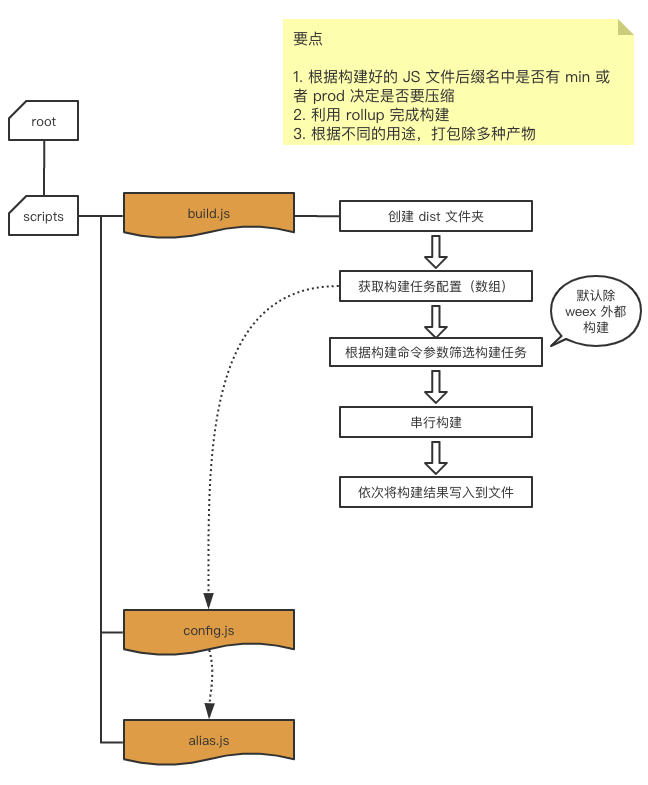 要点
1. 根据构建好的 JS 文件后缀名中是否有 min 或
者 prod 决定是否要压缩
2. 利用 rollup 完成构建
3. 根据不同的用途，打包除多种产物
root
scripts
build.js
创建 dist 文件夹
获取构建任务配置（数组）
默认除
weex 外都
构建
根据构建命令参数筛选构建任务
串行构建
依次将构建结果写入到文件
config.js
alias.js